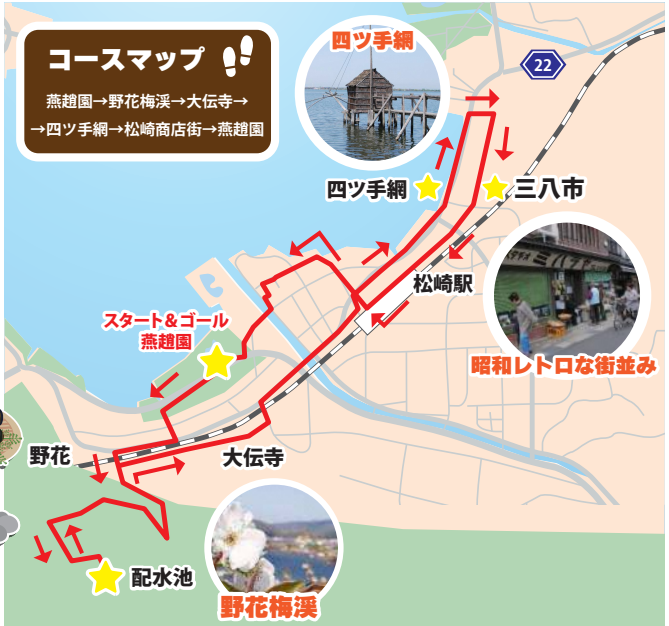 コースマップ
燕趙園→野花梅渓→大伝寺→
→四ツ手網→松崎商店街→燕趙園
四ツ手網
22
四ツ手網
三八市
松崎駅
昭和レトロな街並み
スタート&ゴール
燕趙園
野花
大伝寺
配水池
野花梅渓